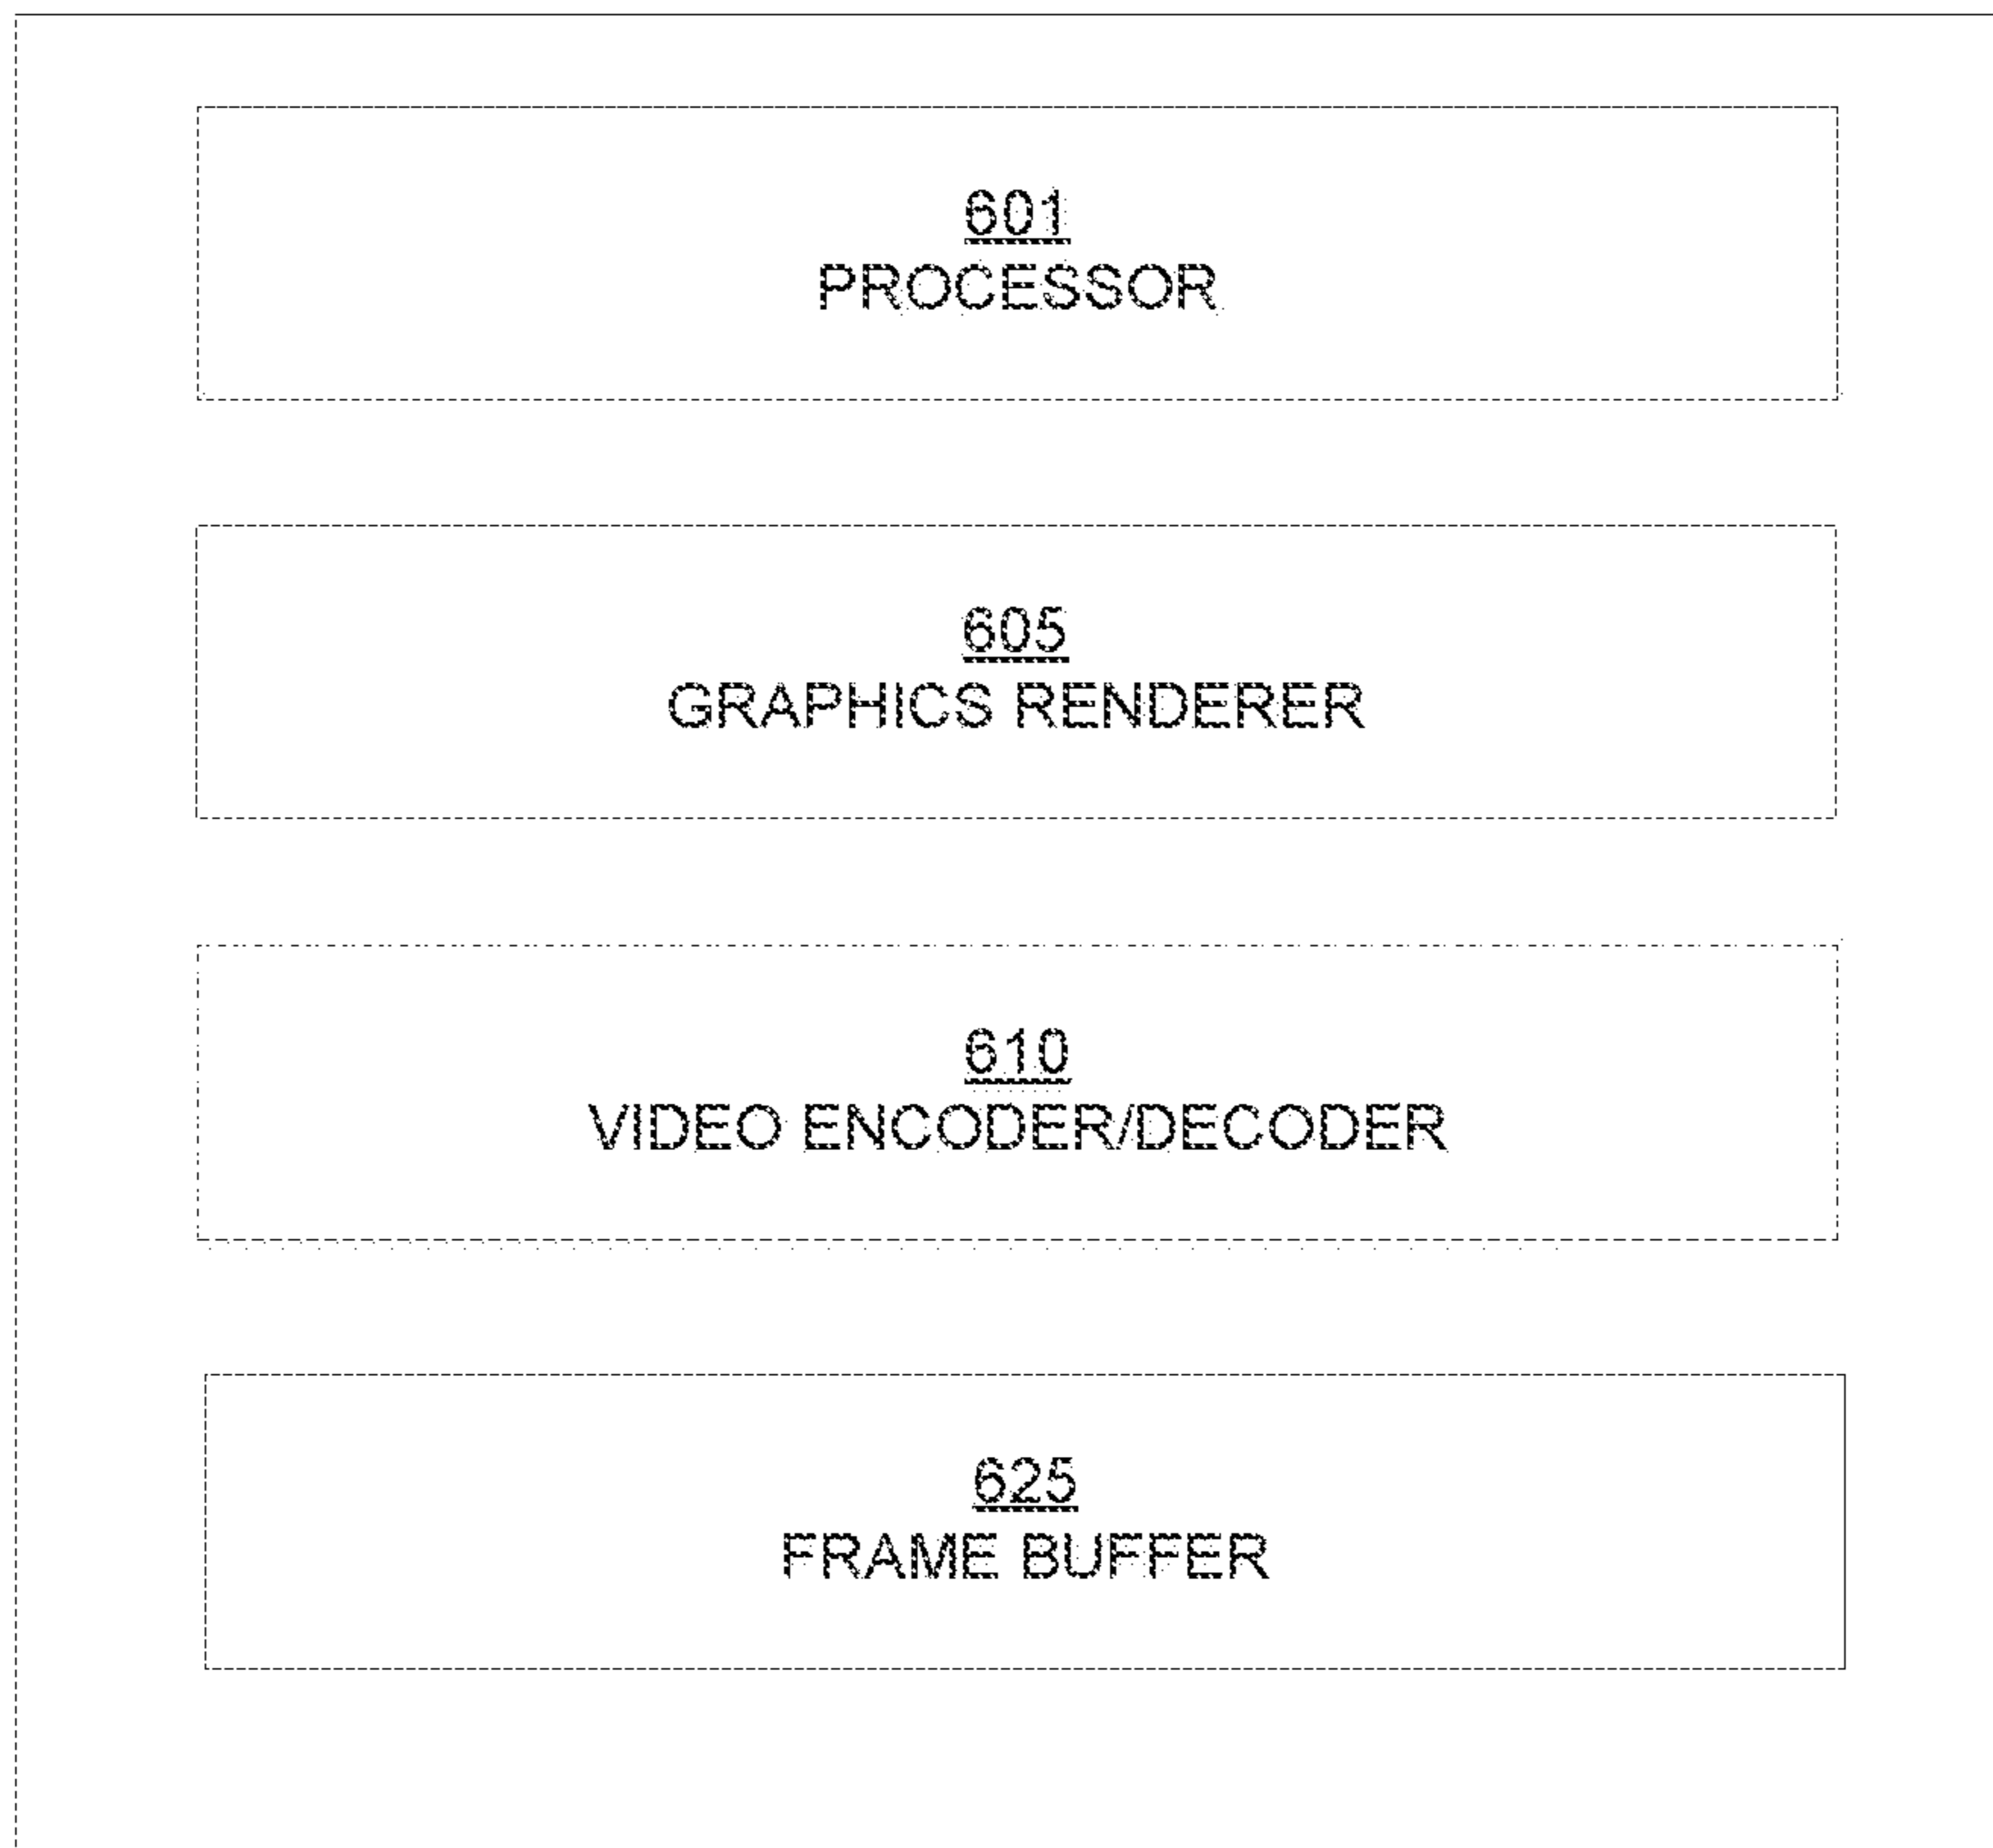 601
PROCESSOR
605
GRAPHICS RENDERER
610
VIDEO ENCODER/DECODER
625
FRAME BUFFER